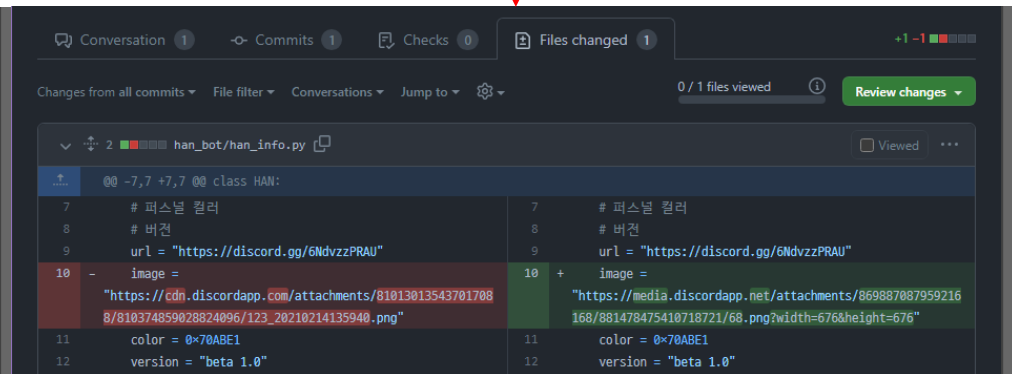 Conversation 1 Commits 1 Checks 0 Files changed 1 +1 −1
Changes from all commits File filter Conversations Jump to 0 / 1 files viewed Review changes
2 han_bot/han_info.py Viewed
@@ -7,7 +7,7 @@ class HAN:
7 # 퍼스널 컬러
8 # 버전
9 url = "https://discord.gg/6NdvzzPRAU"
10 - image =
"https://cdn.discordapp.com/attachments/81013013543701708
8/810374859028824096/123_20210214135940.png"
11 color = 0×70ABE1
12 version = "beta 1.0"
7 # 퍼스널 컬러
8 # 버전
9 url = "https://discord.gg/6NdvzzPRAU"
10 + image =
"https://media.discordapp.net/attachments/869887087959216
168/881478475410718721/68.png?width=676&height=676"
11 color = 0×70ABE1
12 version = "beta 1.0"